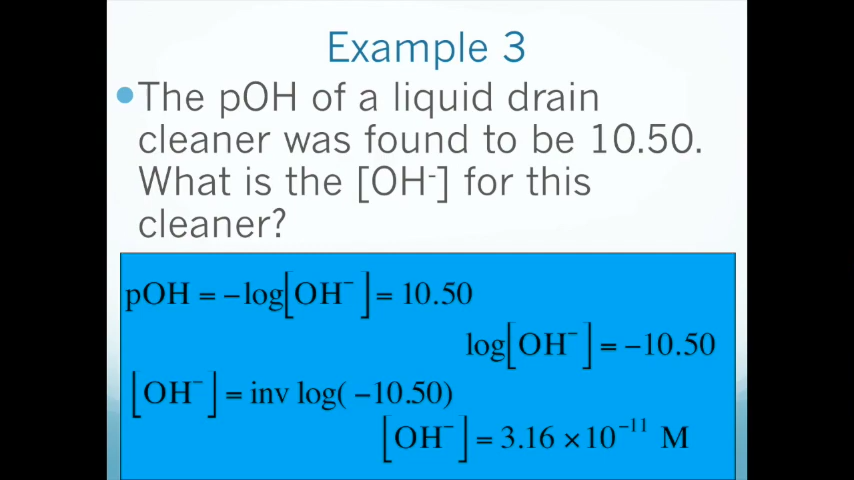 Example 3
•The pOH of a liquid drain
cleaner was found to be 10.50.
What is the [OH⁻] for this
cleaner?
pOH = −log[OH⁻] = 10.50
log[OH⁻] = −10.50
[OH⁻] = inv log( −10.50)
[OH⁻] = 3.16 × 10⁻¹¹ M